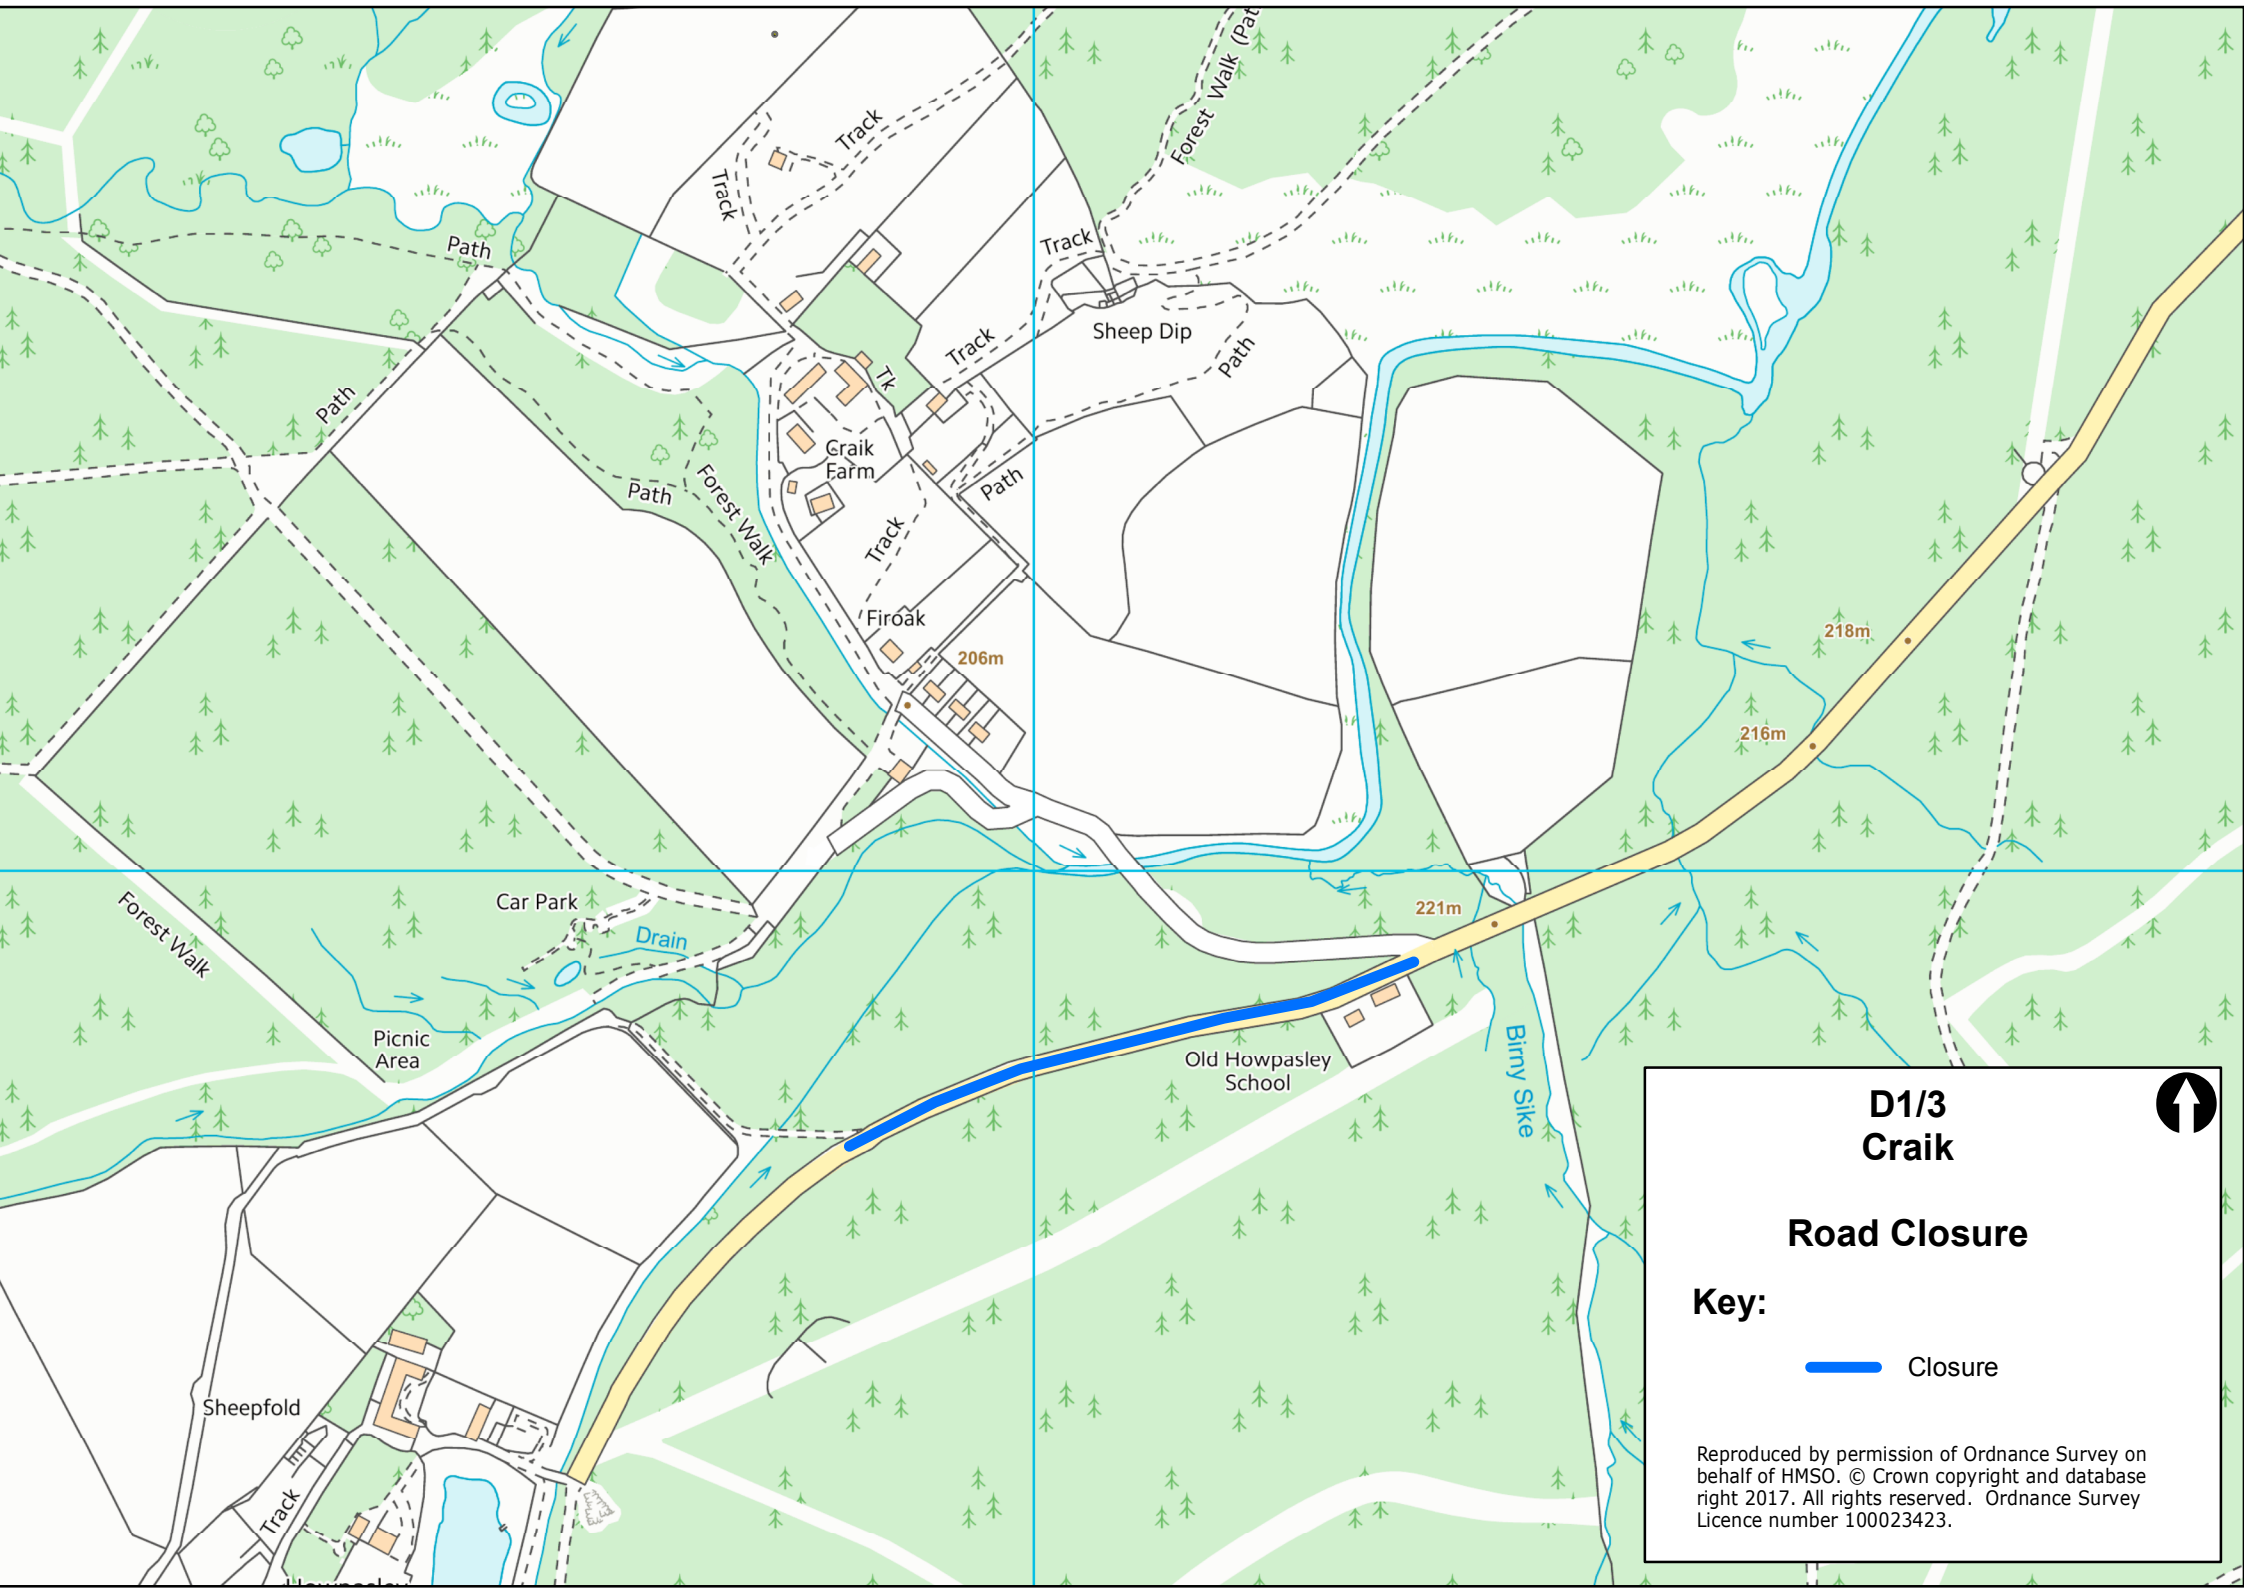 Forest Walk (Pat
Track
Track
Path
Track
Sheep Dip
Track
Path
Tk
Path
Craik
Farm
Path
Path
Forest Walk
Track
Firoak
206m
218m
216m
Car Park
Forest Walk
Drain
221m
Picnic
Area
Old Howpasley
School
Birny Sike
Sheepfold
Track
Howpasley
D1/3
Craik
Road Closure
Key:
Closure
Reproduced by permission of Ordnance Survey on
behalf of HMSO. © Crown copyright and database
right 2017. All rights reserved. Ordnance Survey
Licence number 100023423.